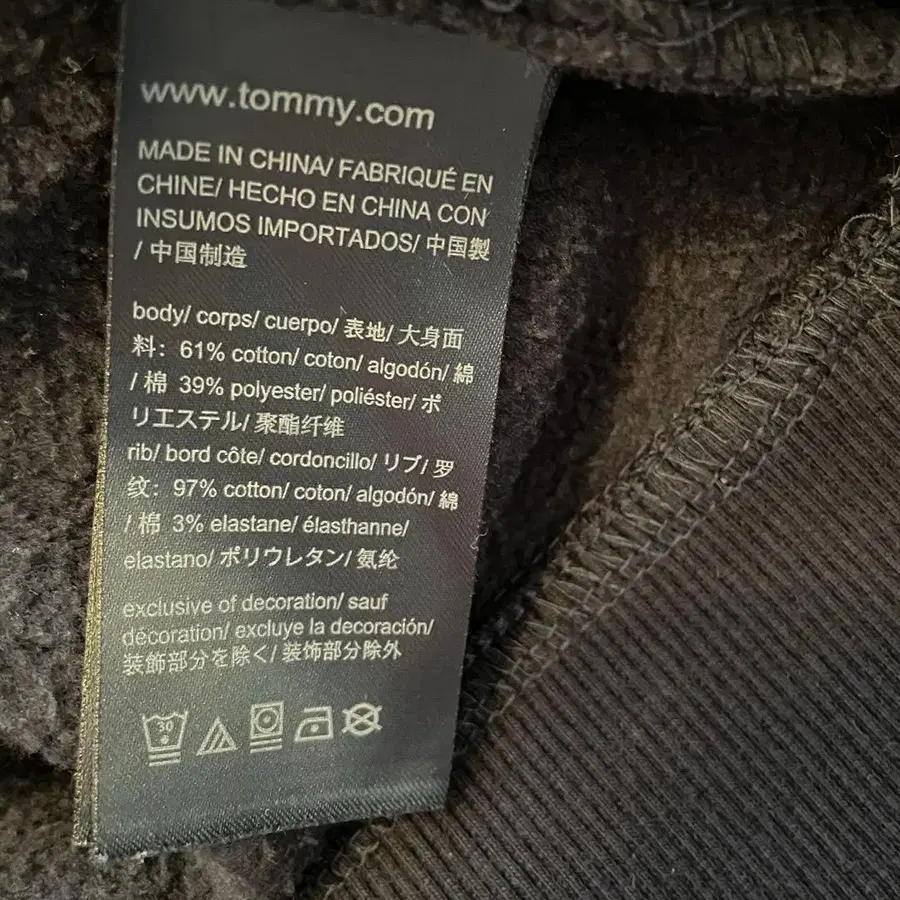 www.tommy.com
MADE IN CHINA/ FABRIQUÉ EN
CHINE/ HECHO EN CHINA CON
INSUMOS IMPORTADOS/ 中国製
/ 中国制造
body/ corps/ cuerpo/ 表地/ 大身面
料: 61% cotton/ coton/ algodón/ 綿
/ 棉 39% polyester/ poliéster/ ポ
リエステル/ 聚酯纤维
rib/ bord côte/ cordoncillo/ リブ/ 罗
纹: 97% cotton/ coton/ algodón/ 綿
/ 棉 3% elastane/ élasthanne/
elastano/ ポリウレタン/ 氨纶
exclusive of decoration/ sauf
décoration/ excluye la decoración/
装飾部分を除く/ 装饰部分除外
30